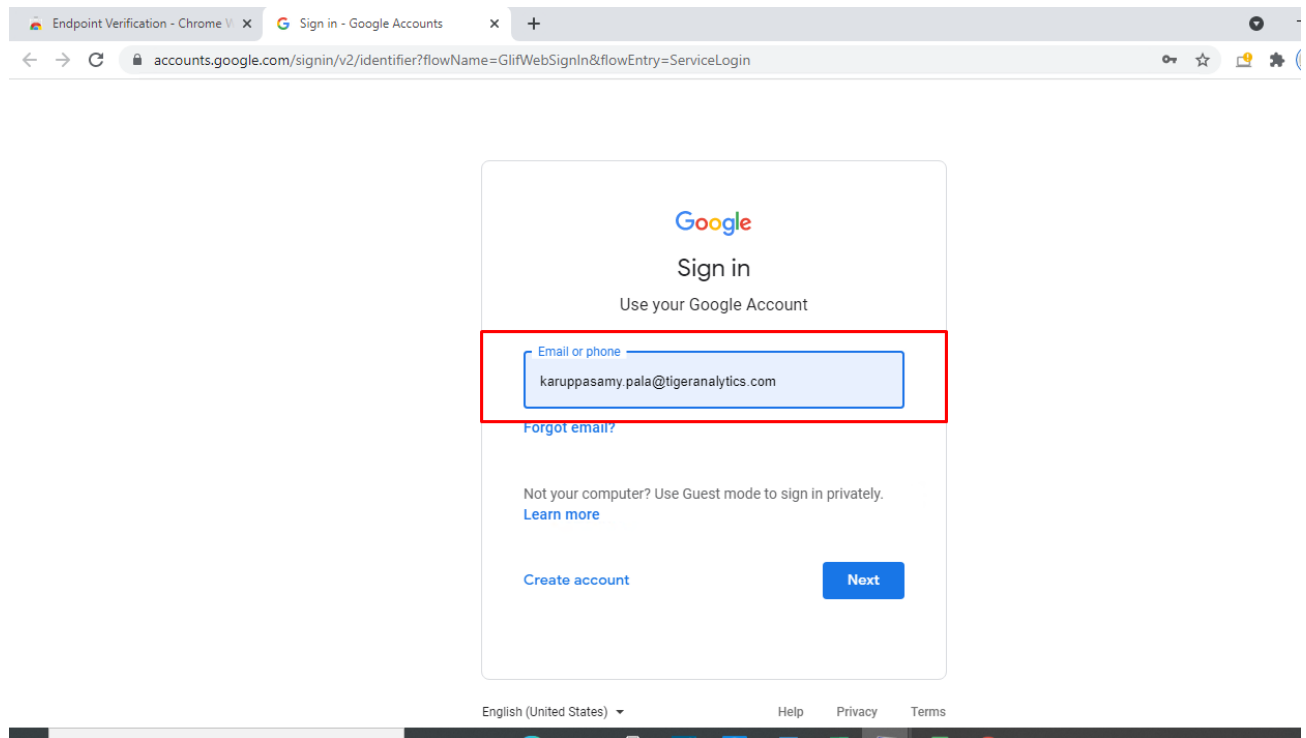 Endpoint Verification - Chrome W
Sign in - Google Accounts
accounts.google.com/signin/v2/identifier?flowName=GlifWebSignIn&flowEntry=ServiceLogin
Google
Sign in
Use your Google Account
Email or phone
karuppasamy.pala@tigeranalytics.com
Forgot email?
Not your computer? Use Guest mode to sign in privately.
Learn more
Create account
Next
English (United States)
Help
Privacy
Terms